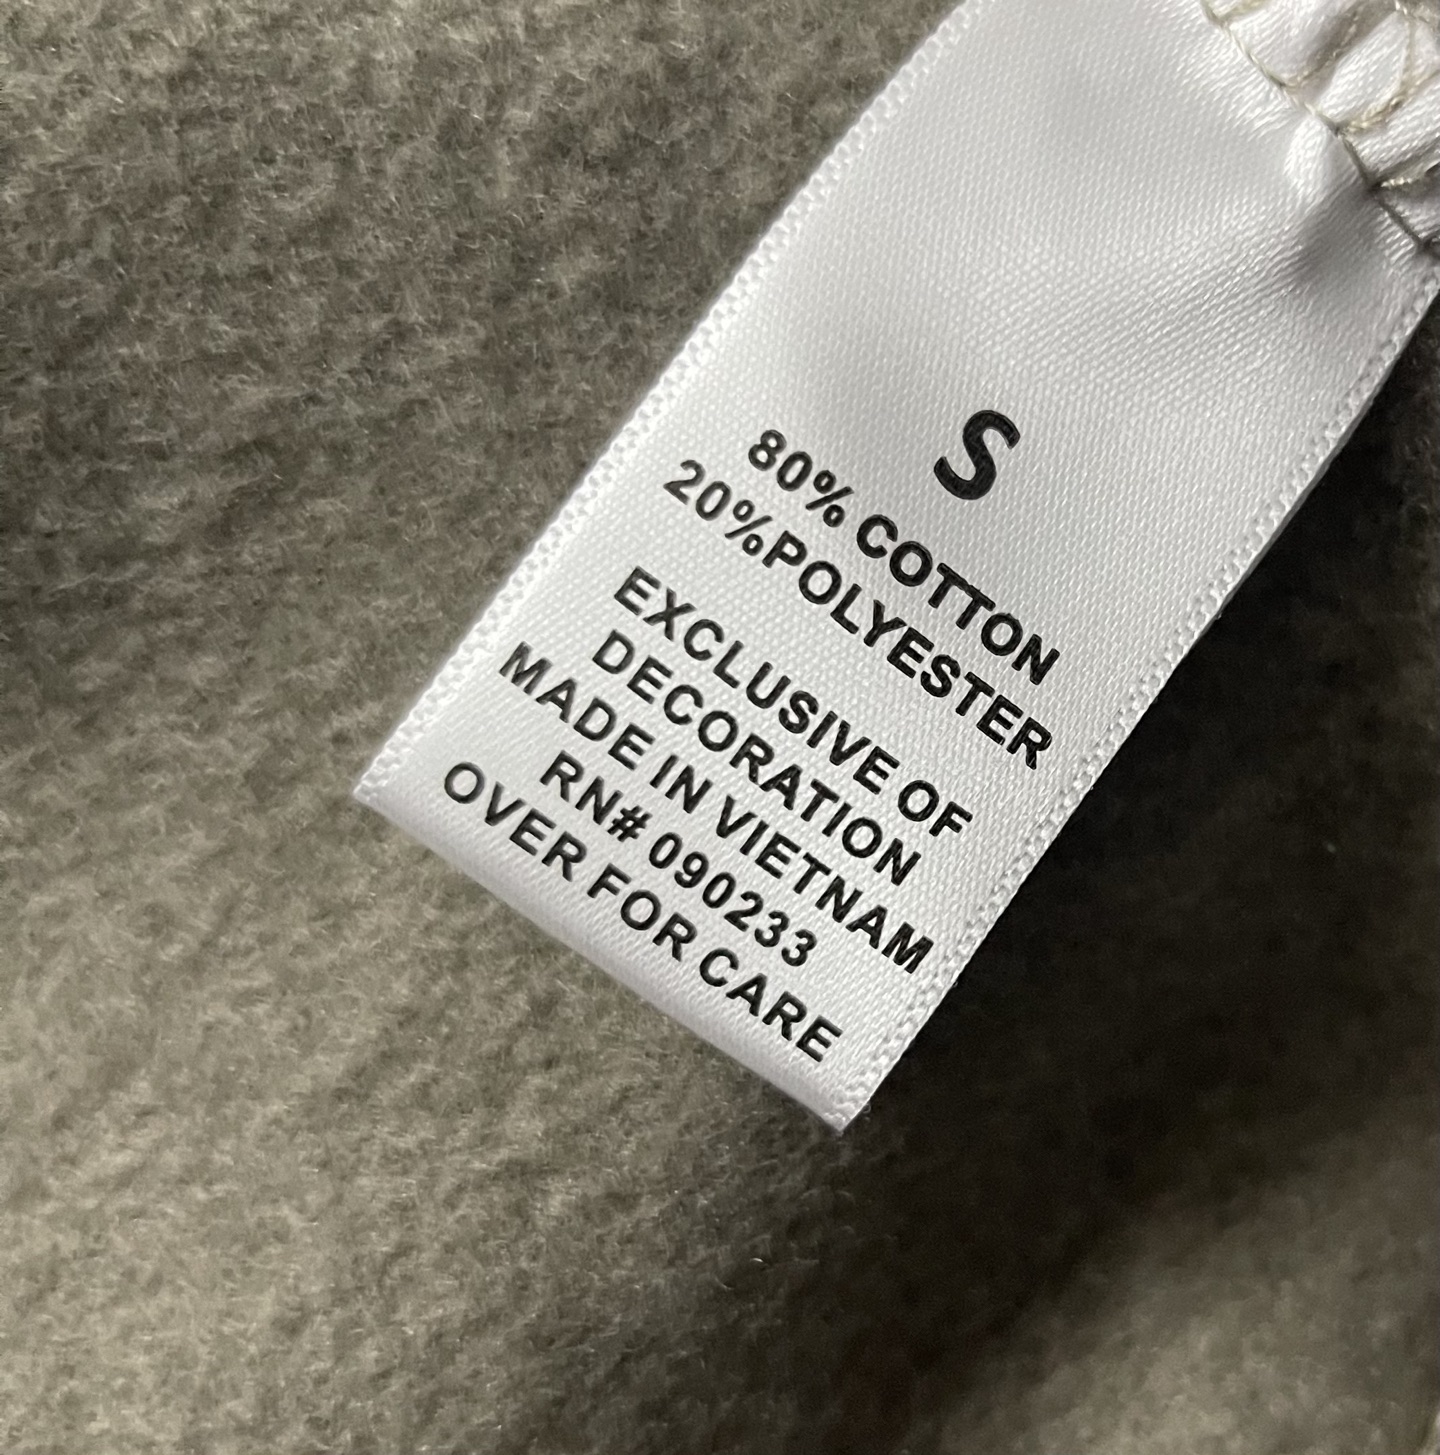 S
80% COTTON
20%POLYESTER
EXCLUSIVE OF
DECORATION
MADE IN VIETNAM
RN# 090233
OVER FOR CARE